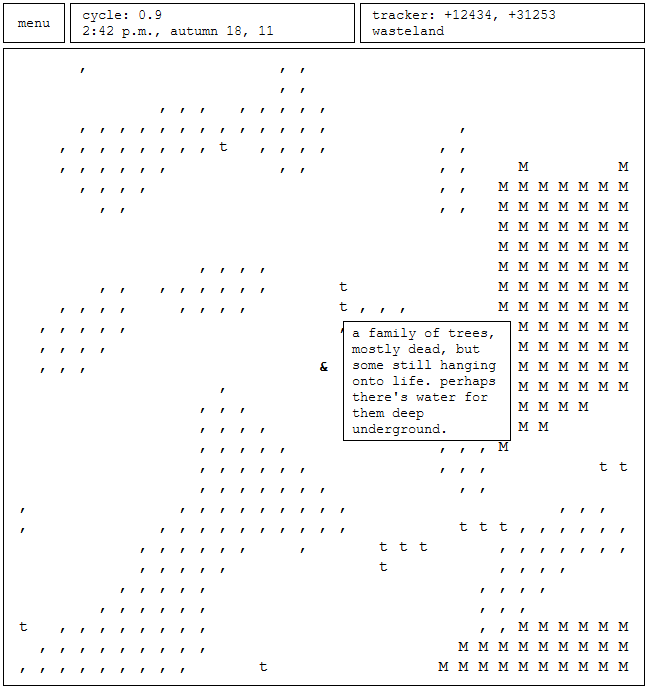 menu
cycle: 0.9
2:42 p.m., autumn 18, 11
tracker: +12434, +31253
wasteland
, , ,
, ,
, , , , , , , ,
, , , , , , , , , , , , , ,
, , , , , , , , t , , , , , ,
, , , , , , , , , , M M
, , , , , , M M M M M M M
, , , , M M M M M M M
M M M M M M M
M M M M M M M
, , , , M M M M M M M
, , , , , , , , t M M M M M M M
, , , , , , , , t , , , M M M M M M M
, , , , , , M M M M M M
, , , , M M M M M M
, , , & M M M M M M
, M M M M M M
, , , M M M M
, , , , M M
a family of trees,
mostly dead, but
some still hanging
onto life. perhaps
there's water for
them deep
underground.
, , , , , , , , M
, , , , , , , , , t t
, , , , , , , , ,
, , , , , , , , , , , , ,
, , , , , , , , , , , t t t , , , , , ,
, , , , , , , t t t , , , , , , ,
, , , , , t , , , ,
, , , , , , , , ,
, , , , , , , , ,
t , , , , , , , , , , M M M M M M
, , , , , , , , , M M M M M M M M M
, , , , , , , , , t M M M M M M M M M M